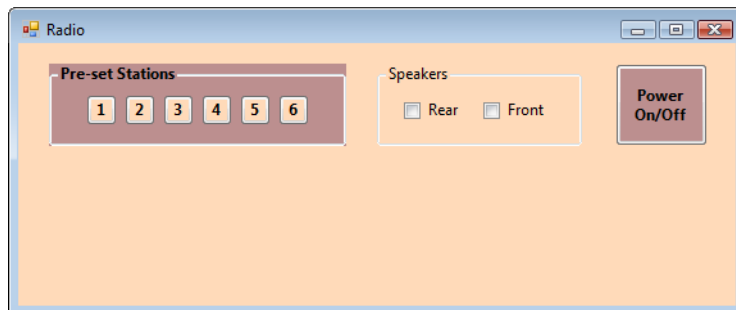 Radio
Pre-set Stations
1 2 3 4 5 6
Speakers
Rear Front
Power
On/Off